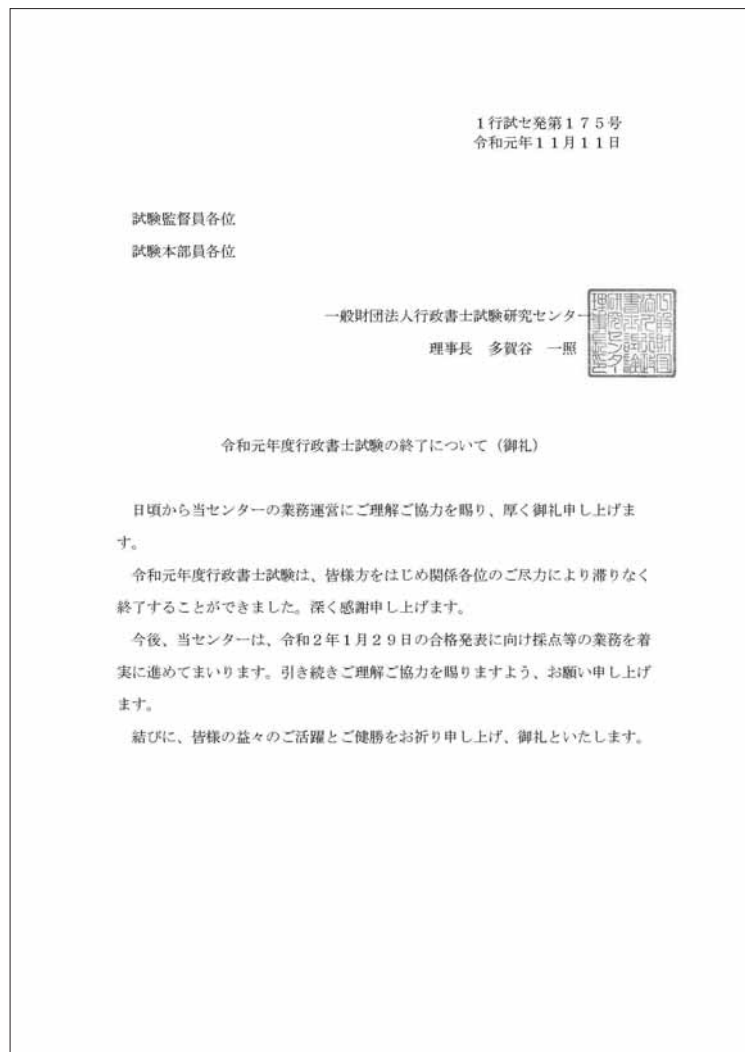 1行試セ発第175号
令和元年11月11日
試験監督員各位
試験本部員各位
一般財団法人行政書士試験研究センター
理事長 多賀谷 一照
令和元年度行政書士試験の終了について(御礼)
日頃から当センターの業務運営にご理解ご協力を賜り、厚く御礼申し上げま
す。
令和元年度行政書士試験は、皆様方をはじめ関係各位のご尽力により滞りなく
終了することができました。深く感謝申し上げます。
今後、当センターは、令和2年1月29日の合格発表に向け採点等の業務を着
実に進めてまいります。引き続きご理解ご協力を賜りますよう、お願い申し上げ
ます。
結びに、皆様の益々のご活躍とご健勝をお祈り申し上げ、御礼といたします。